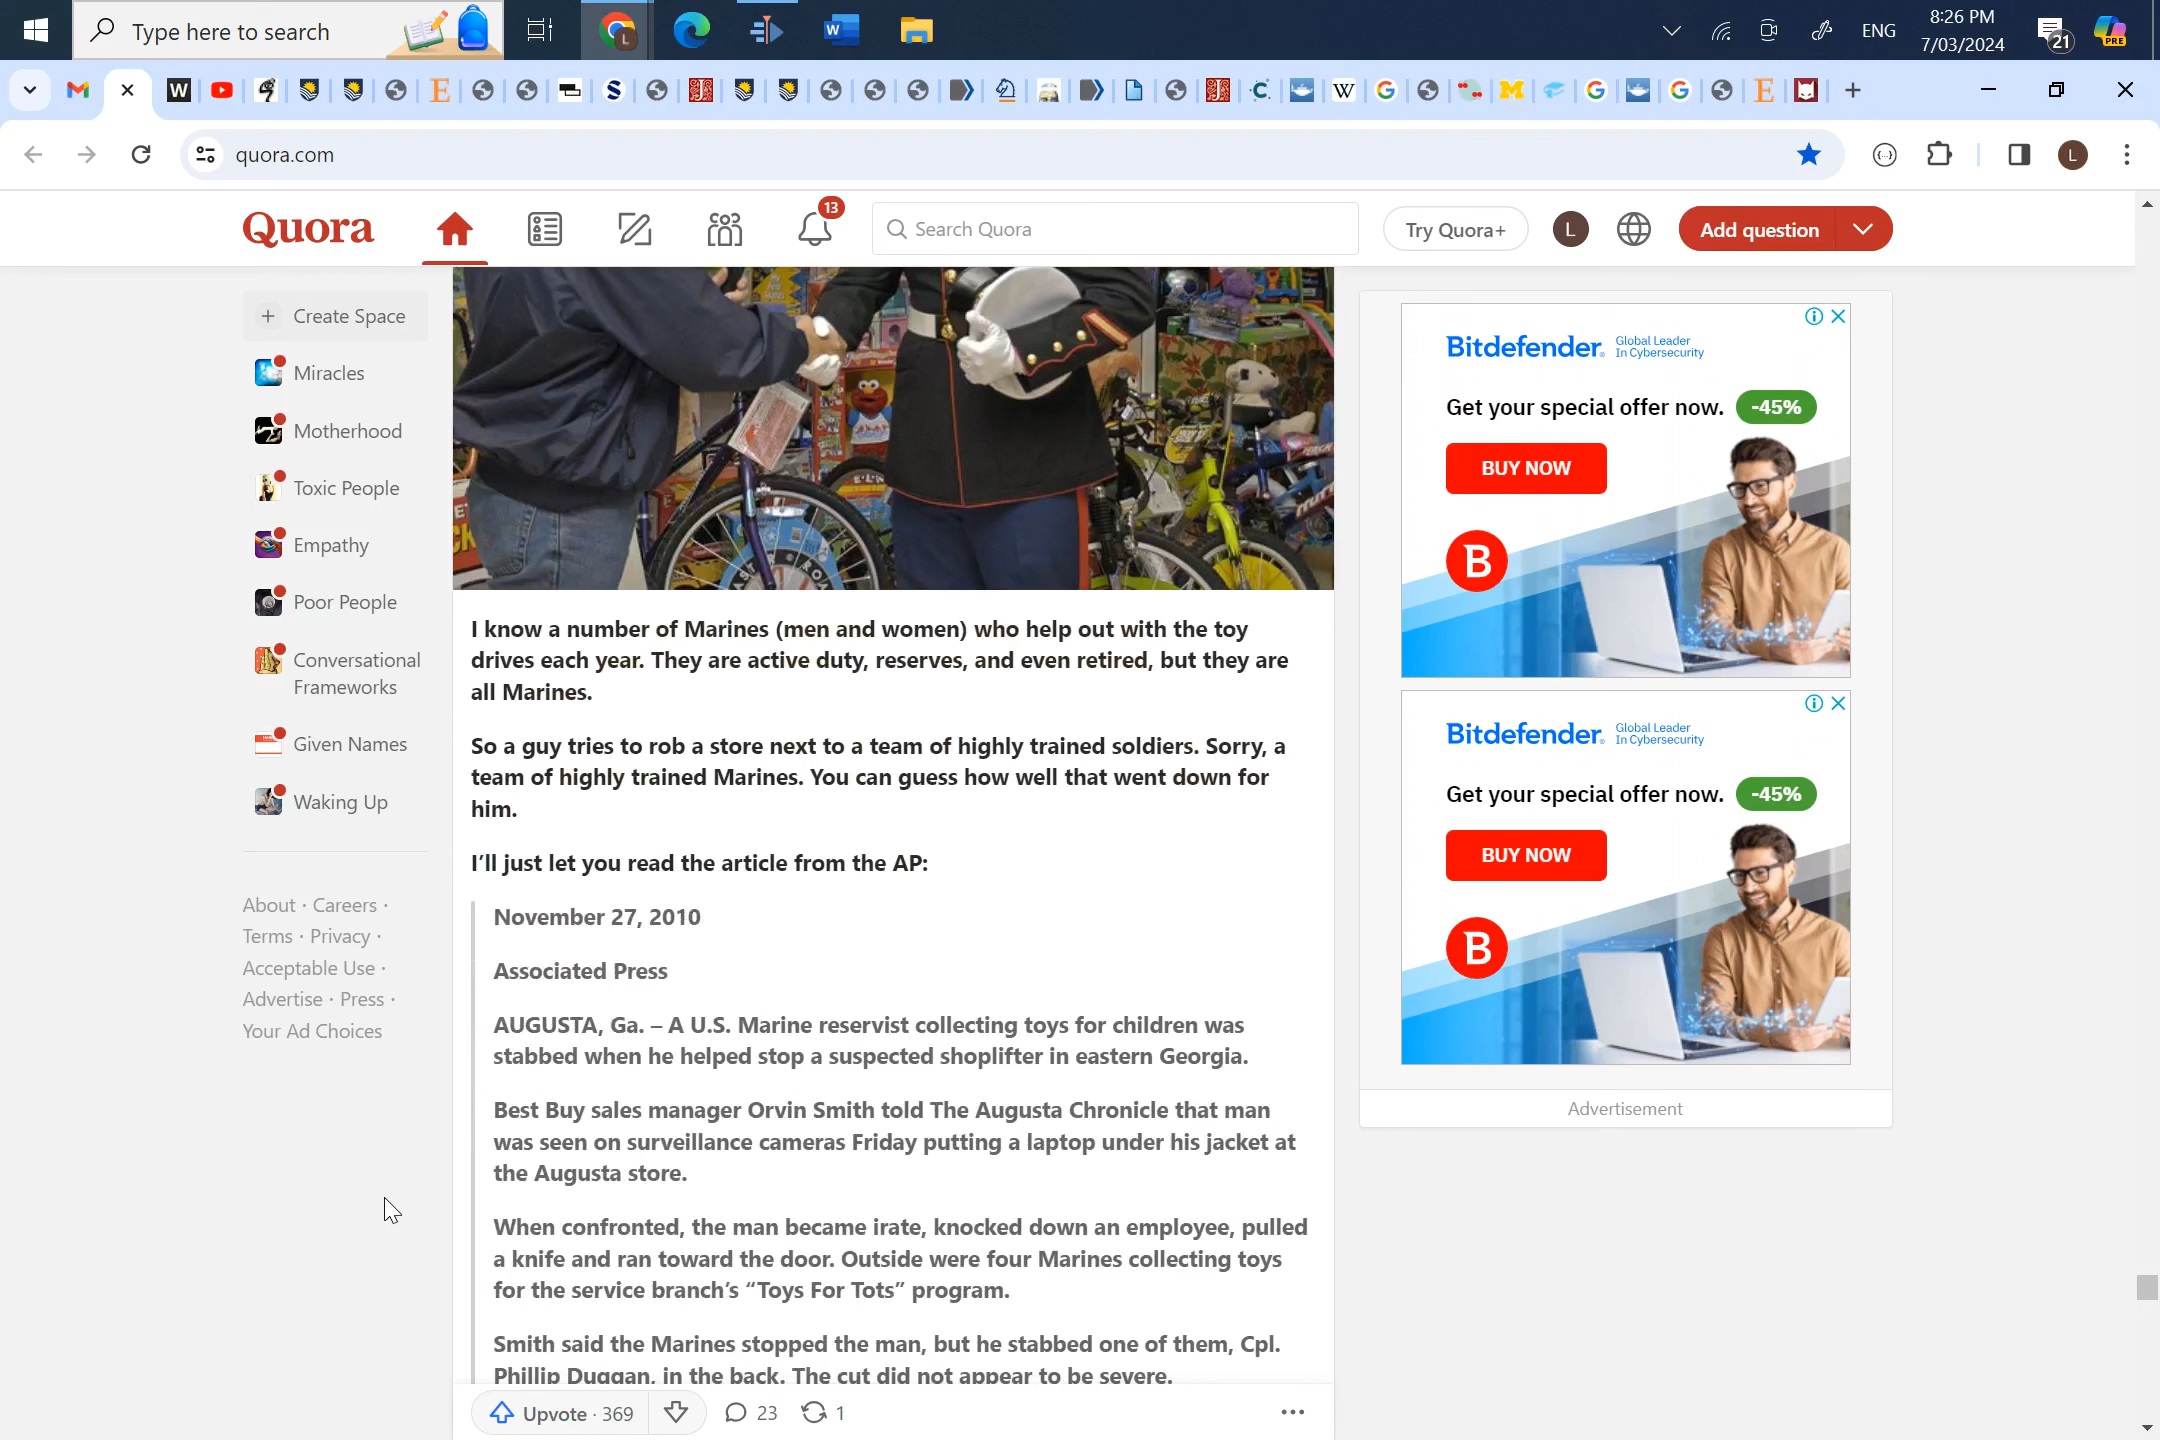 Type here to search
ENG
8:26 PM
7/03/2024
21
PRE
quora.com
L
Quora
13
Search Quora
Try Quora+
L
Add question
Create Space
Miracles
Motherhood
Toxic People
Empathy
Poor People
Conversational
Frameworks
Given Names
Waking Up
About · Careers ·
Terms · Privacy ·
Acceptable Use ·
Advertise · Press ·
Your Ad Choices
I know a number of Marines (men and women) who help out with the toy
drives each year. They are active duty, reserves, and even retired, but they are
all Marines.
So a guy tries to rob a store next to a team of highly trained soldiers. Sorry, a
team of highly trained Marines. You can guess how well that went down for
him.
I’ll just let you read the article from the AP:
November 27, 2010
Associated Press
AUGUSTA, Ga. – A U.S. Marine reservist collecting toys for children was
stabbed when he helped stop a suspected shoplifter in eastern Georgia.
Best Buy sales manager Orvin Smith told The Augusta Chronicle that man
was seen on surveillance cameras Friday putting a laptop under his jacket at
the Augusta store.
When confronted, the man became irate, knocked down an employee, pulled
a knife and ran toward the door. Outside were four Marines collecting toys
for the service branch’s “Toys For Tots” program.
Smith said the Marines stopped the man, but he stabbed one of them, Cpl.
Phillip Duggan, in the back. The cut did not appear to be severe.
Upvote · 369
23
1
Bitdefender. Global Leader
In Cybersecurity
Get your special offer now. -45%
BUY NOW
B
Bitdefender. Global Leader
In Cybersecurity
Get your special offer now. -45%
BUY NOW
B
Advertisement